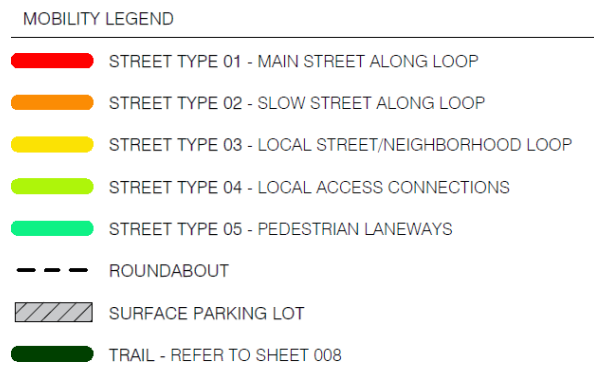 MOBILITY LEGEND
STREET TYPE 01 - MAIN STREET ALONG LOOP
STREET TYPE 02 - SLOW STREET ALONG LOOP
STREET TYPE 03 - LOCAL STREET/NEIGHBORHOOD LOOP
STREET TYPE 04 - LOCAL ACCESS CONNECTIONS
STREET TYPE 05 - PEDESTRIAN LANEWAYS
ROUNDABOUT
SURFACE PARKING LOT
TRAIL - REFER TO SHEET 008